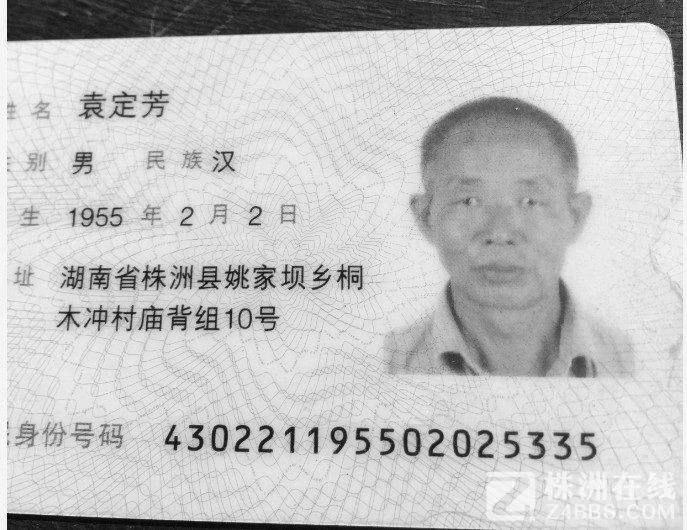 姓名 袁定芳
别 男 民族 汉
生 1955 年 2 月 2 日
址 湖南省株洲县姚家坝乡桐
木冲村庙背组10号
身份号码 430221195502025335
株洲在线
Z4BBS.COM